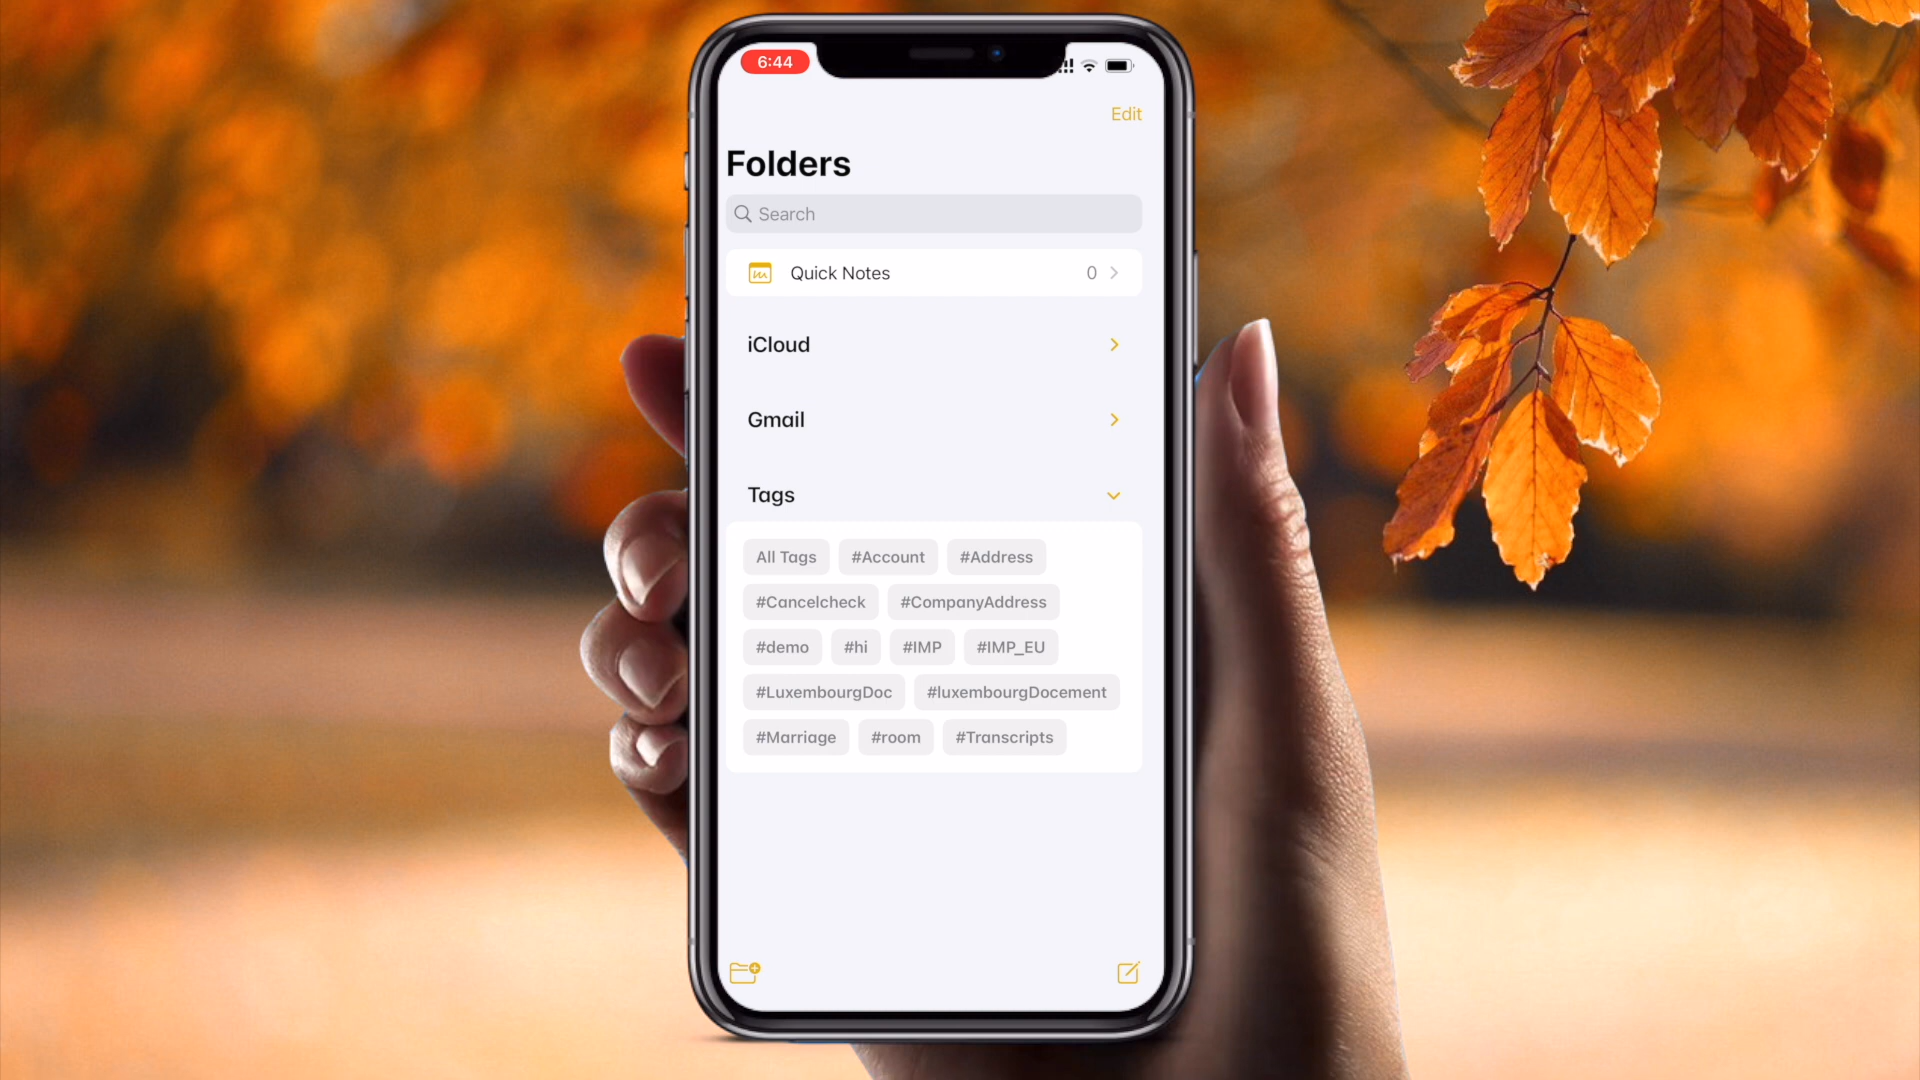 6:44
Edit
Folders
Search
Quick Notes 0
iCloud
Gmail
Tags
All Tags #Account #Address
#Cancelcheck #CompanyAddress
#demo #hi #IMP #IMP_EU
#LuxembourgDoc #luxembourgDocement
#Marriage #room #Transcripts